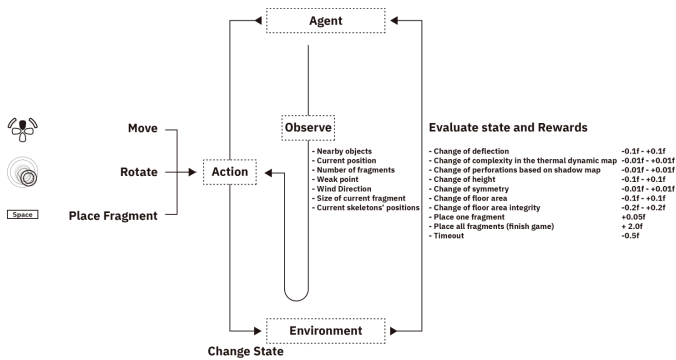 Agent
Observe
Evaluate state and Rewards
Move
Rotate
Place Fragment
Space
Action
- Nearby objects
- Current position
- Number of fragments
- Weak point
- Wind Direction
- Size of current fragment
- Current skeletons' positions
- Change of deflection -0.1f - +0.1f
- Change of complexity in the thermal dynamic map -0.01f - +0.01f
- Change of perforations based on shadow map -0.01f - +0.01f
- Change of height -0.1f - +0.1f
- Change of symmetry -0.01f - +0.01f
- Change of floor area -0.1f - +0.1f
- Change of floor area integrity -0.2f - +0.2f
- Place one fragment +0.05f
- Place all fragments (finish game) + 2.0f
- Timeout -0.5f
Environment
Change State